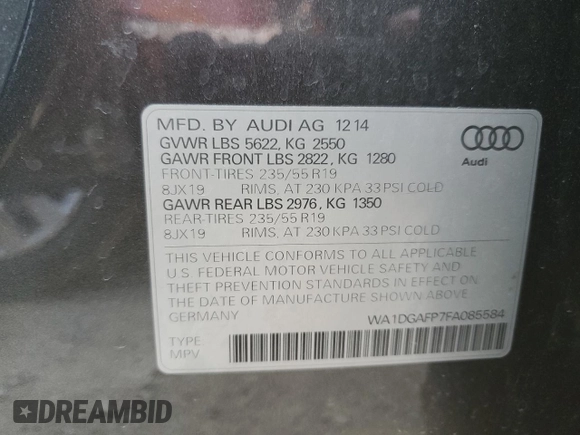 MFD. BY AUDI AG 12 14
GVWR LBS 5622, KG 2550
GAWR FRONT LBS 2822, KG 1280
FRONT-TIRES 235/55 R19
8JX19 RIMS, AT 230 KPA 33 PSI COLD
GAWR REAR LBS 2976, KG 1350
REAR-TIRES 235/55 R19
8JX19 RIMS, AT 230 KPA 33 PSI COLD
Audi
THIS VEHICLE CONFORMS TO ALL APPLICABLE
U.S. FEDERAL MOTOR VEHICLE SAFETY AND
THEFT PREVENTION STANDARDS IN EFFECT ON
THE DATE OF MANUFACTURE SHOWN ABOVE.
GERMANY
WA1DGAFP7FA085584
TYPE
MPV
DREAMBID